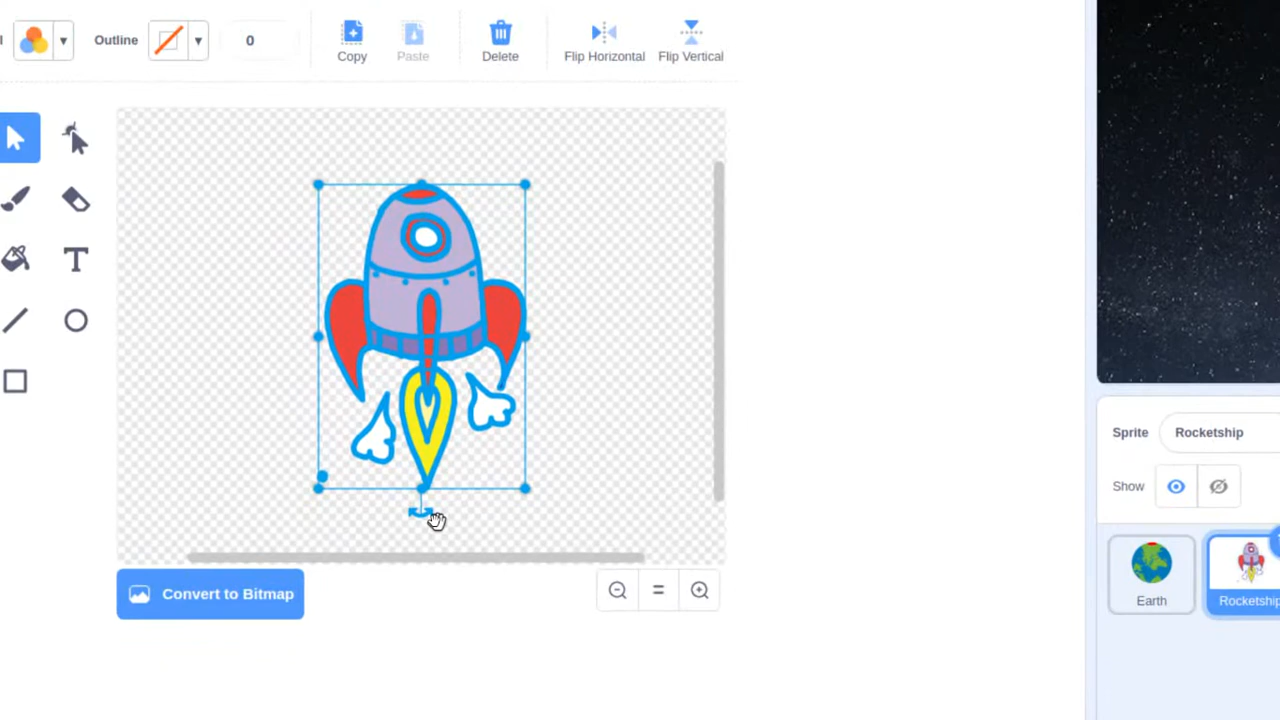 Outline
0
Copy
Paste
Delete
Flip Horizontal
Flip Vertical
T
Convert to Bitmap
Sprite
Rocketship
Show
Earth
Rocketship